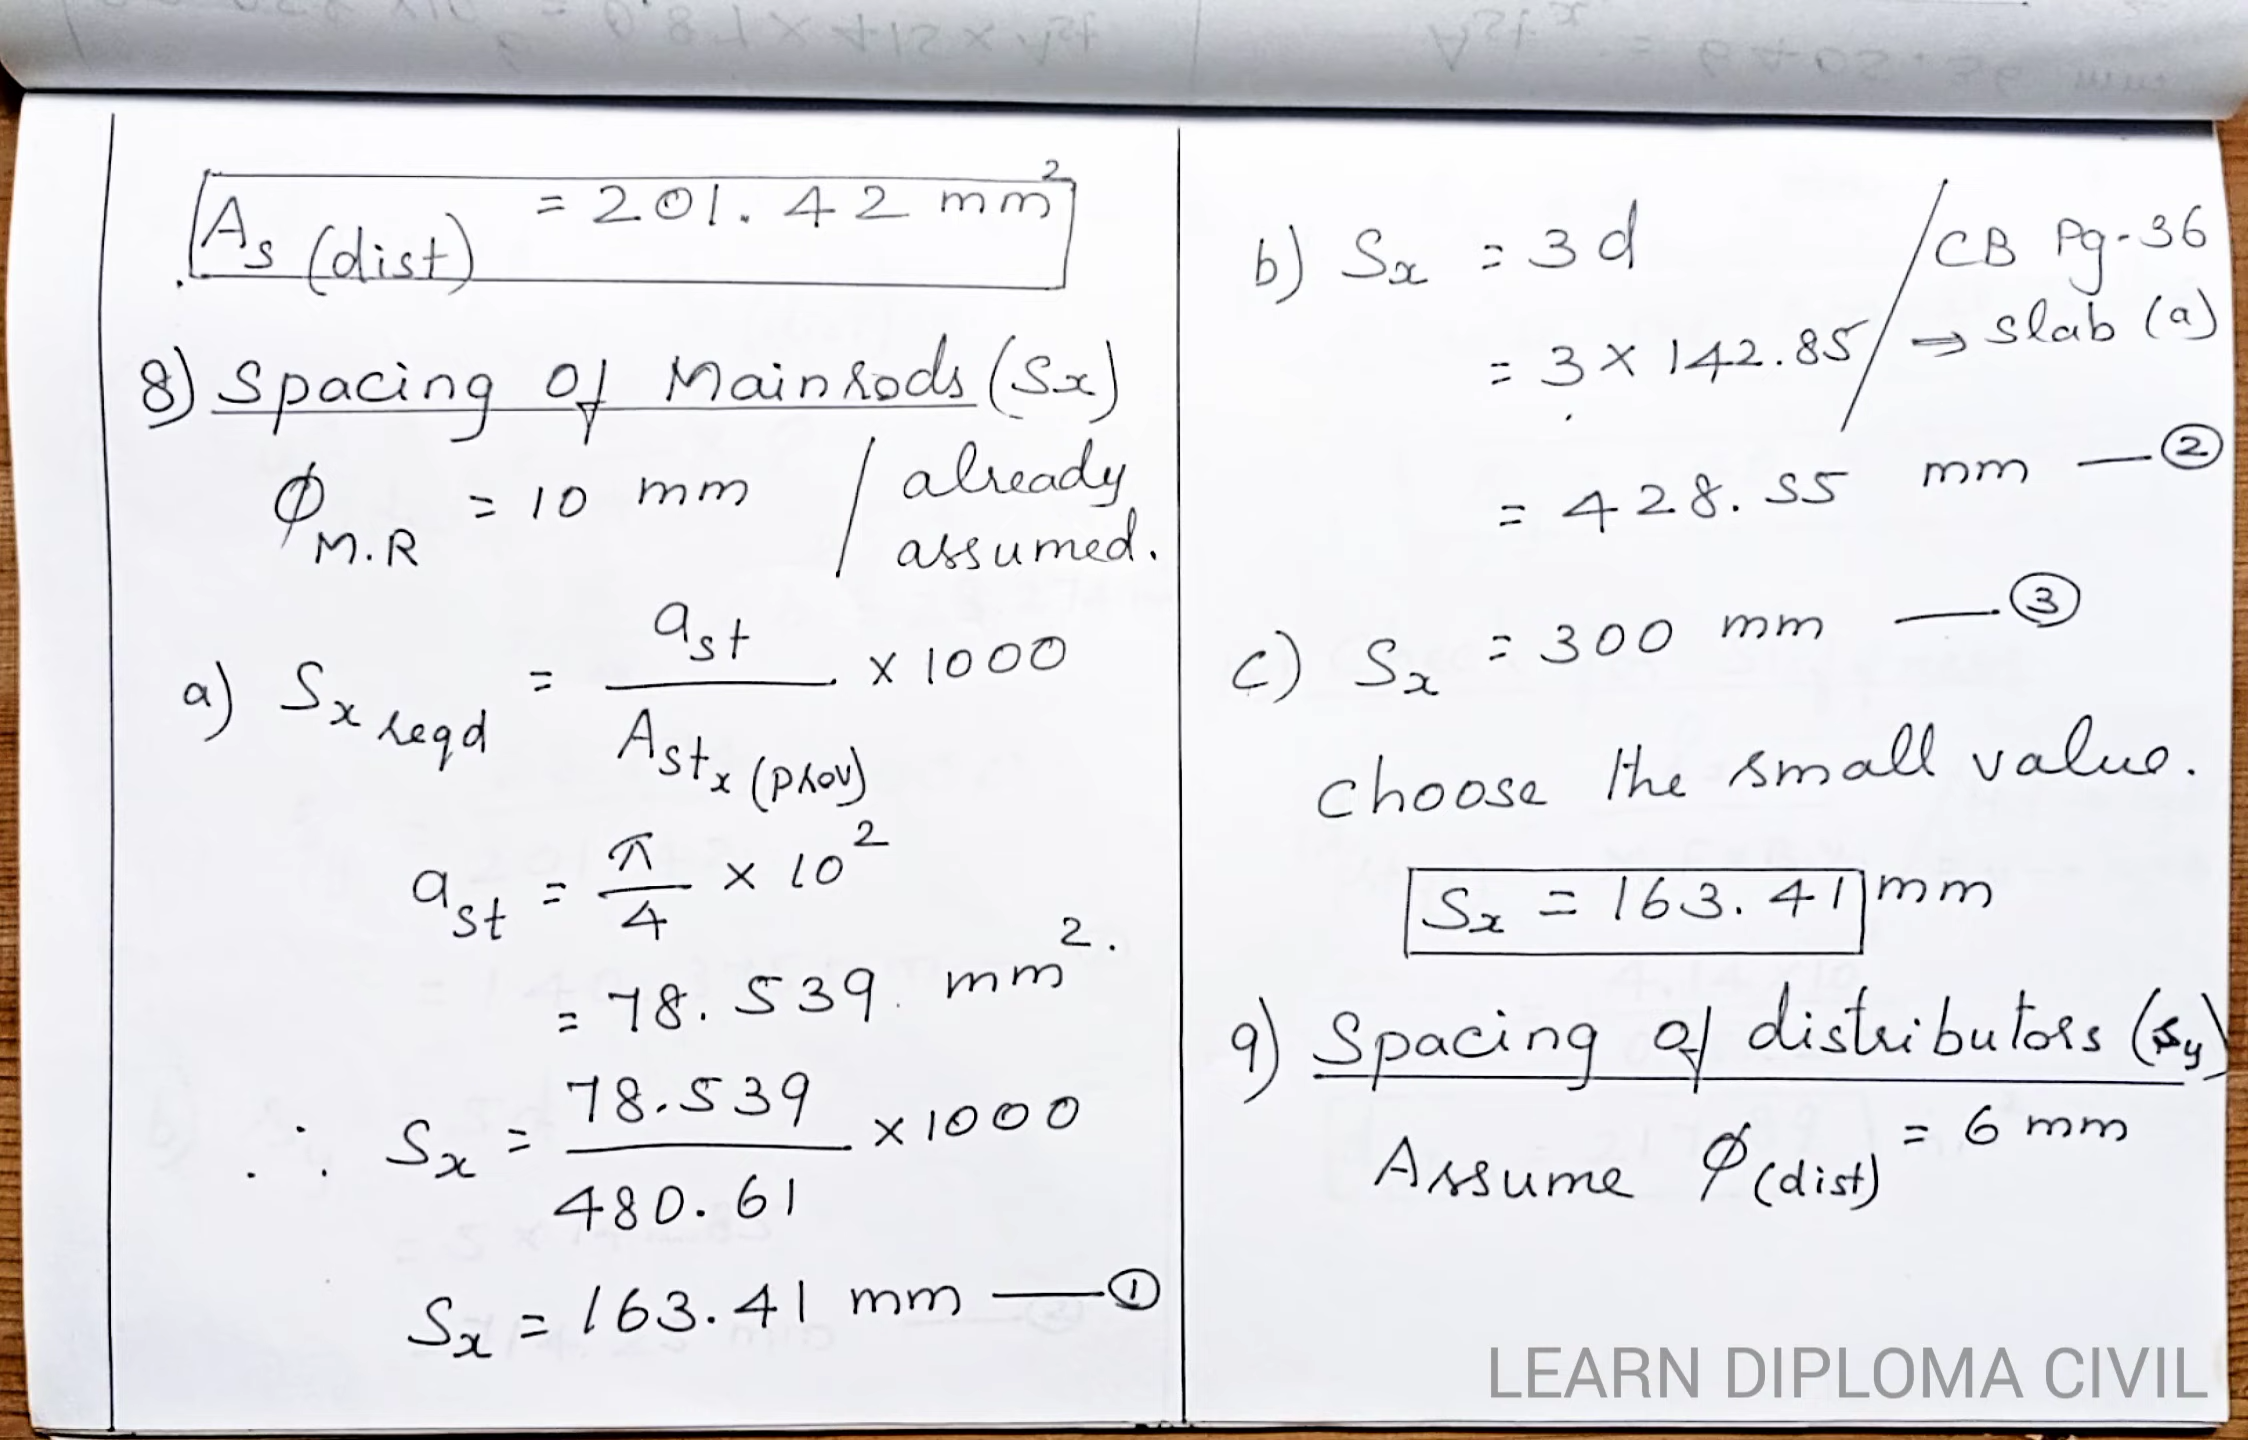 As (dist) = 201.42 mm²
8) Spacing of Main rods (Sx)
ϕM.R = 10 mm / already assumed.
a) Sx reqd = ast / Astx (prov) × 1000
ast = π/4 × 10²
= 78.539 mm².
∴ Sx = 78.539 / 480.61 × 1000
Sx = 163.41 mm — ①
b) Sx = 3d / CB Pg-36
= 3 × 142.85 / ⇒ slab (a)
= 428.55 mm — ②
c) Sx = 300 mm — ③
choose the small value.
Sx = 163.41 mm
9) Spacing of distributors (Sy)
Assume ϕ(dist) = 6 mm
LEARN DIPLOMA CIVIL